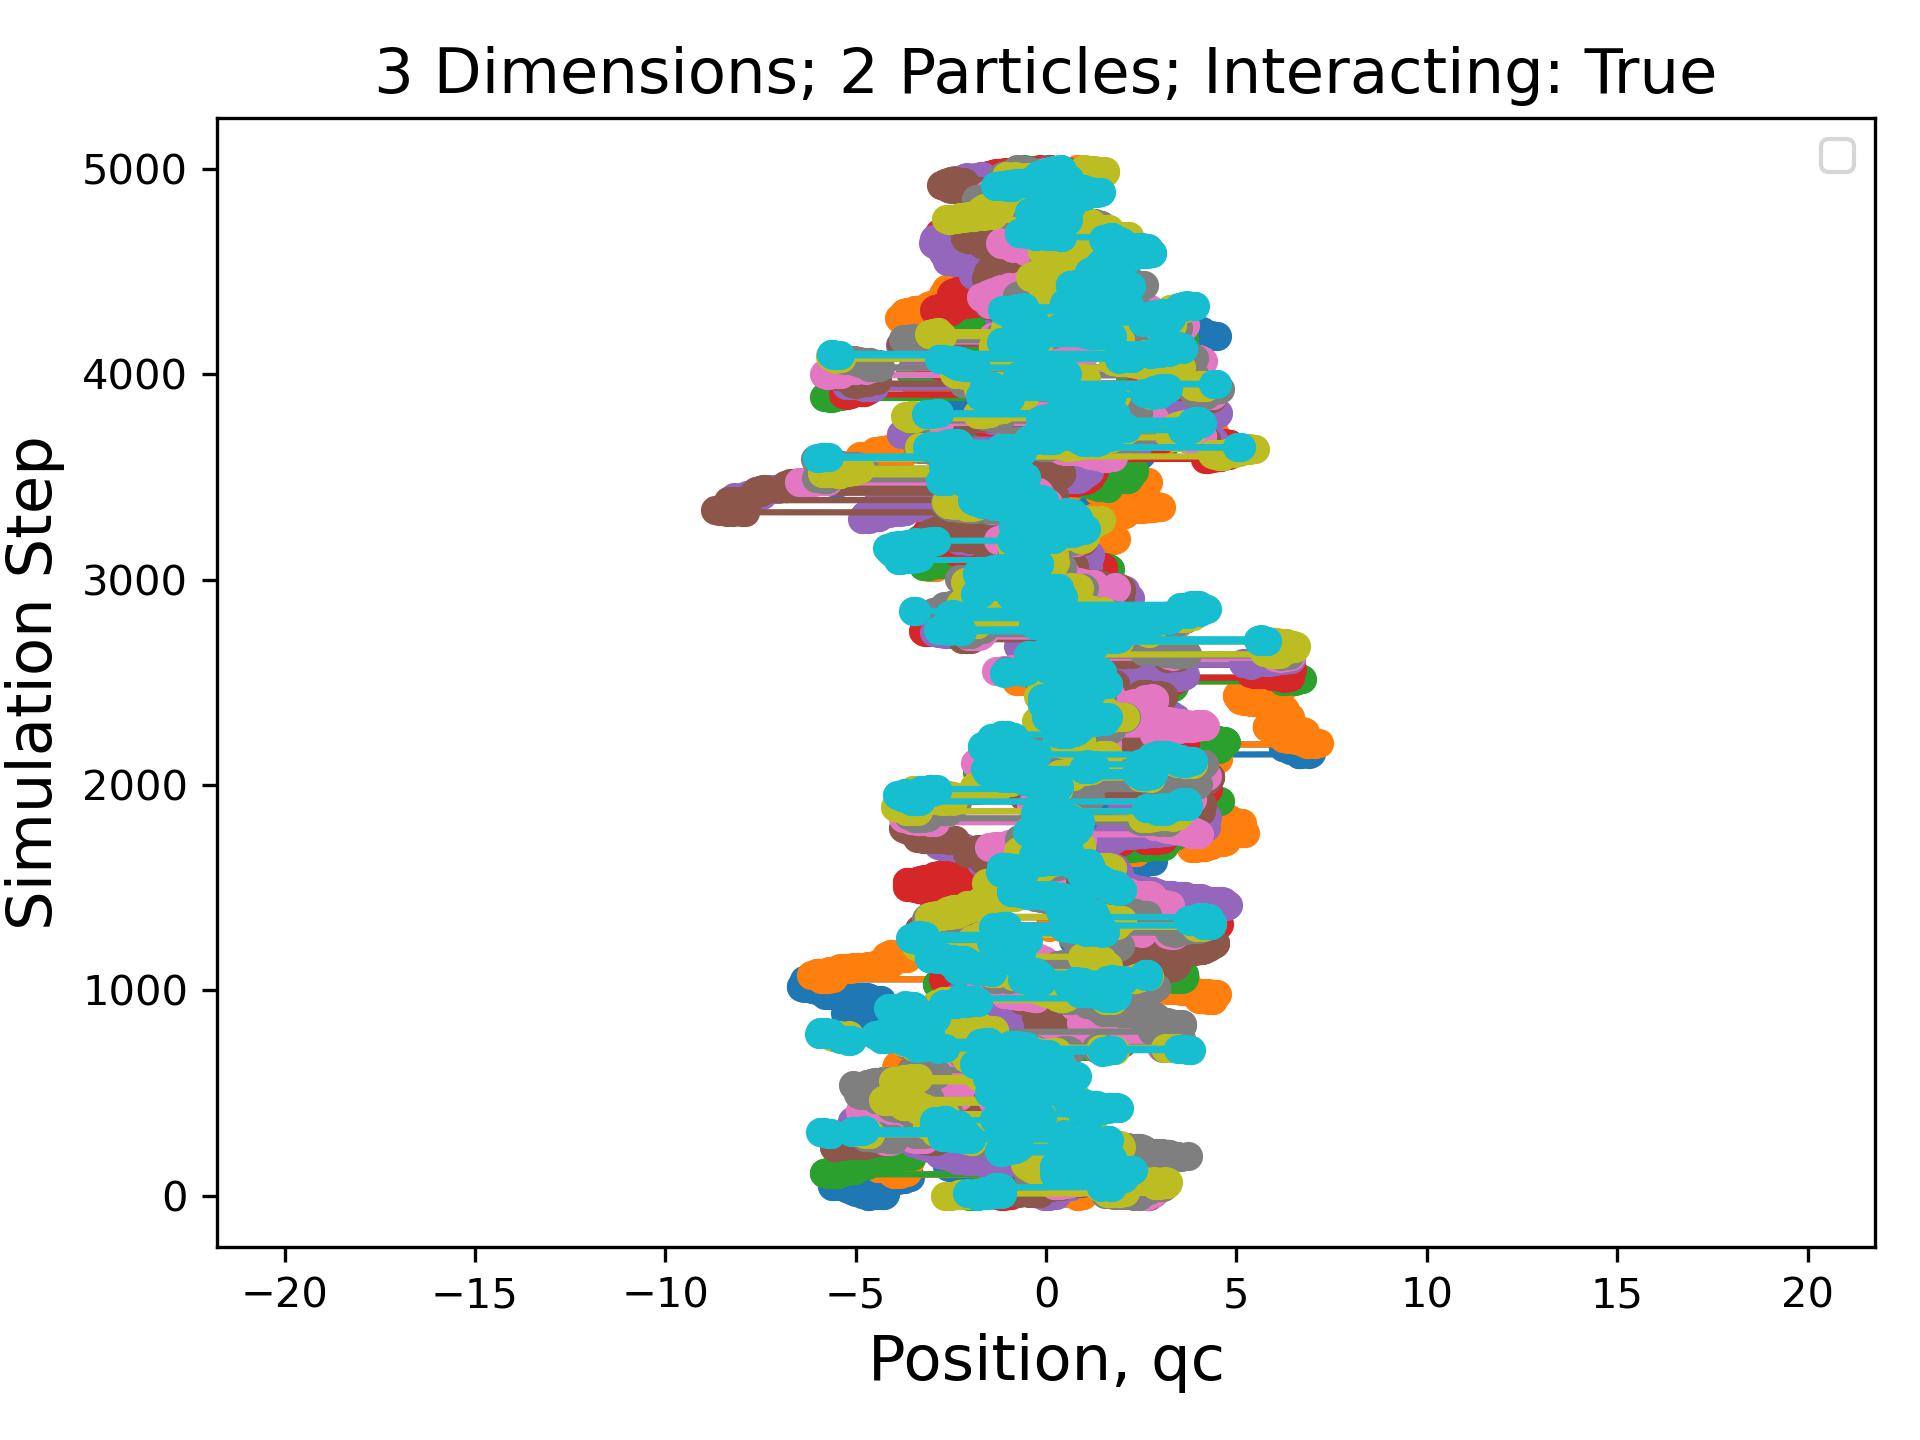 3 Dimensions; 2 Particles; Interacting: True
Simulation Step
5000
4000
3000
2000
1000
0
−20 −15 −10 −5 0 5 10 15 20
Position, qc